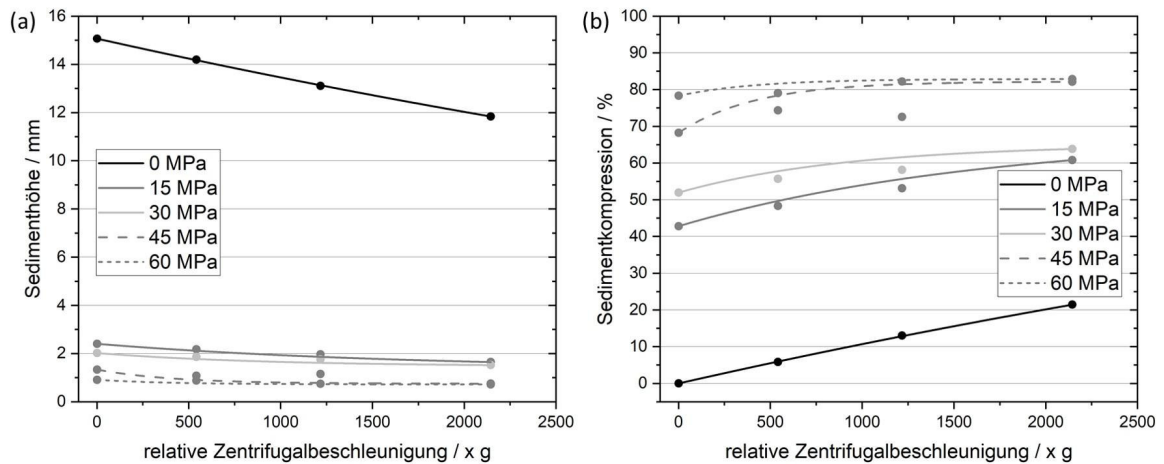 (a)
16
14
12
10
8
6
4
2
0
Sedimenthöhe / mm
0 MPa
15 MPa
30 MPa
45 MPa
60 MPa
0 500 1000 1500 2000 2500
relative Zentrifugalbeschleunigung / x g
(b)
100
90
80
70
60
50
40
30
20
10
0
Sedimentkompression / %
0 MPa
15 MPa
30 MPa
45 MPa
60 MPa
0 500 1000 1500 2000 2500
relative Zentrifugalbeschleunigung / x g